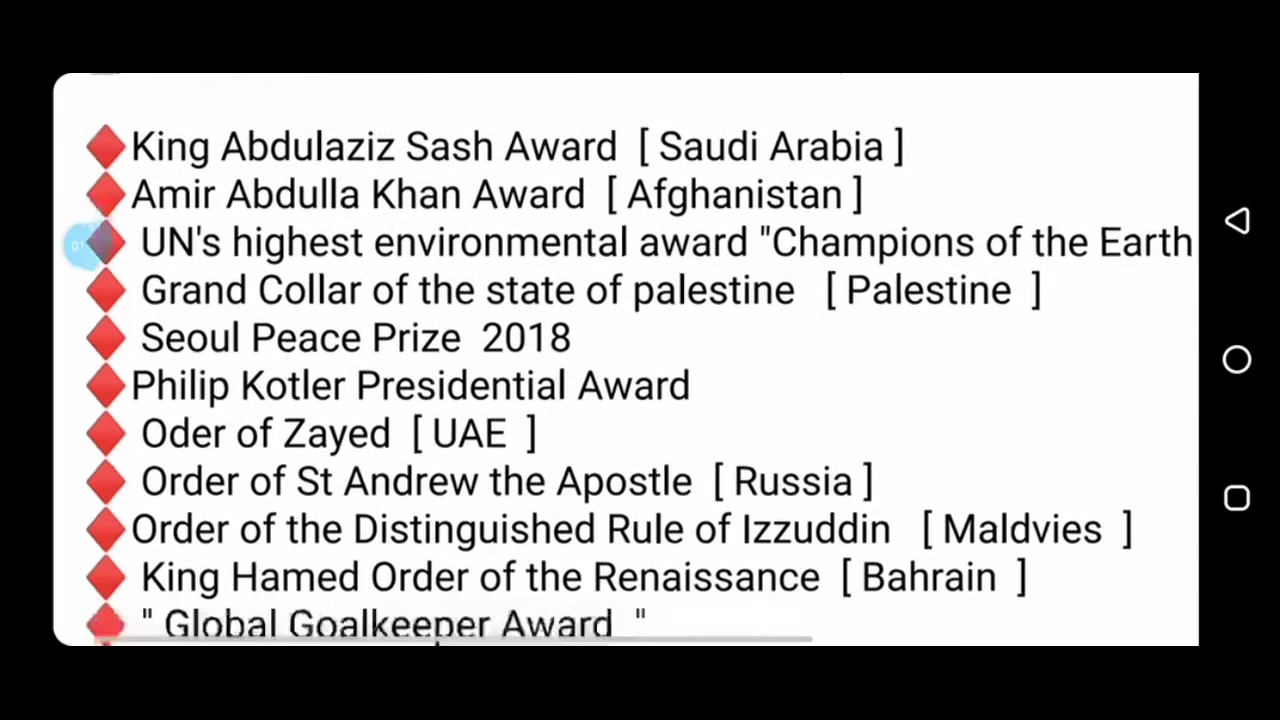 King Abdulaziz Sash Award [ Saudi Arabia ]
Amir Abdulla Khan Award [ Afghanistan ]
UN's highest environmental award "Champions of the Earth
Grand Collar of the state of palestine [ Palestine ]
Seoul Peace Prize 2018
Philip Kotler Presidential Award
Oder of Zayed [ UAE ]
Order of St Andrew the Apostle [ Russia ]
Order of the Distinguished Rule of Izzuddin [ Maldvies ]
King Hamed Order of the Renaissance [ Bahrain ]
" Global Goalkeeper Award "